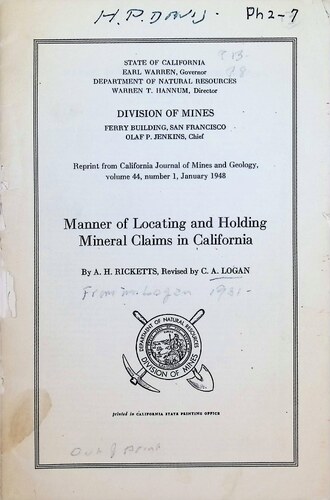 H. P. DAVIS. Ph2-7
STATE OF CALIFORNIA
EARL WARREN, Governor
DEPARTMENT OF NATURAL RESOURCES
WARREN T. HANNUM, Director
DIVISION OF MINES
FERRY BUILDING, SAN FRANCISCO
OLAF P. JENKINS, Chief
Reprint from California Journal of Mines and Geology,
volume 44, number 1, January 1948
Manner of Locating and Holding
Mineral Claims in California
By A. H. RICKETTS, Revised by C. A. LOGAN
From Logan
DEPARTMENT OF NATURAL RESOURCES
DIVISION OF MINES
printed in CALIFORNIA STATE PRINTING OFFICE
Out of Print